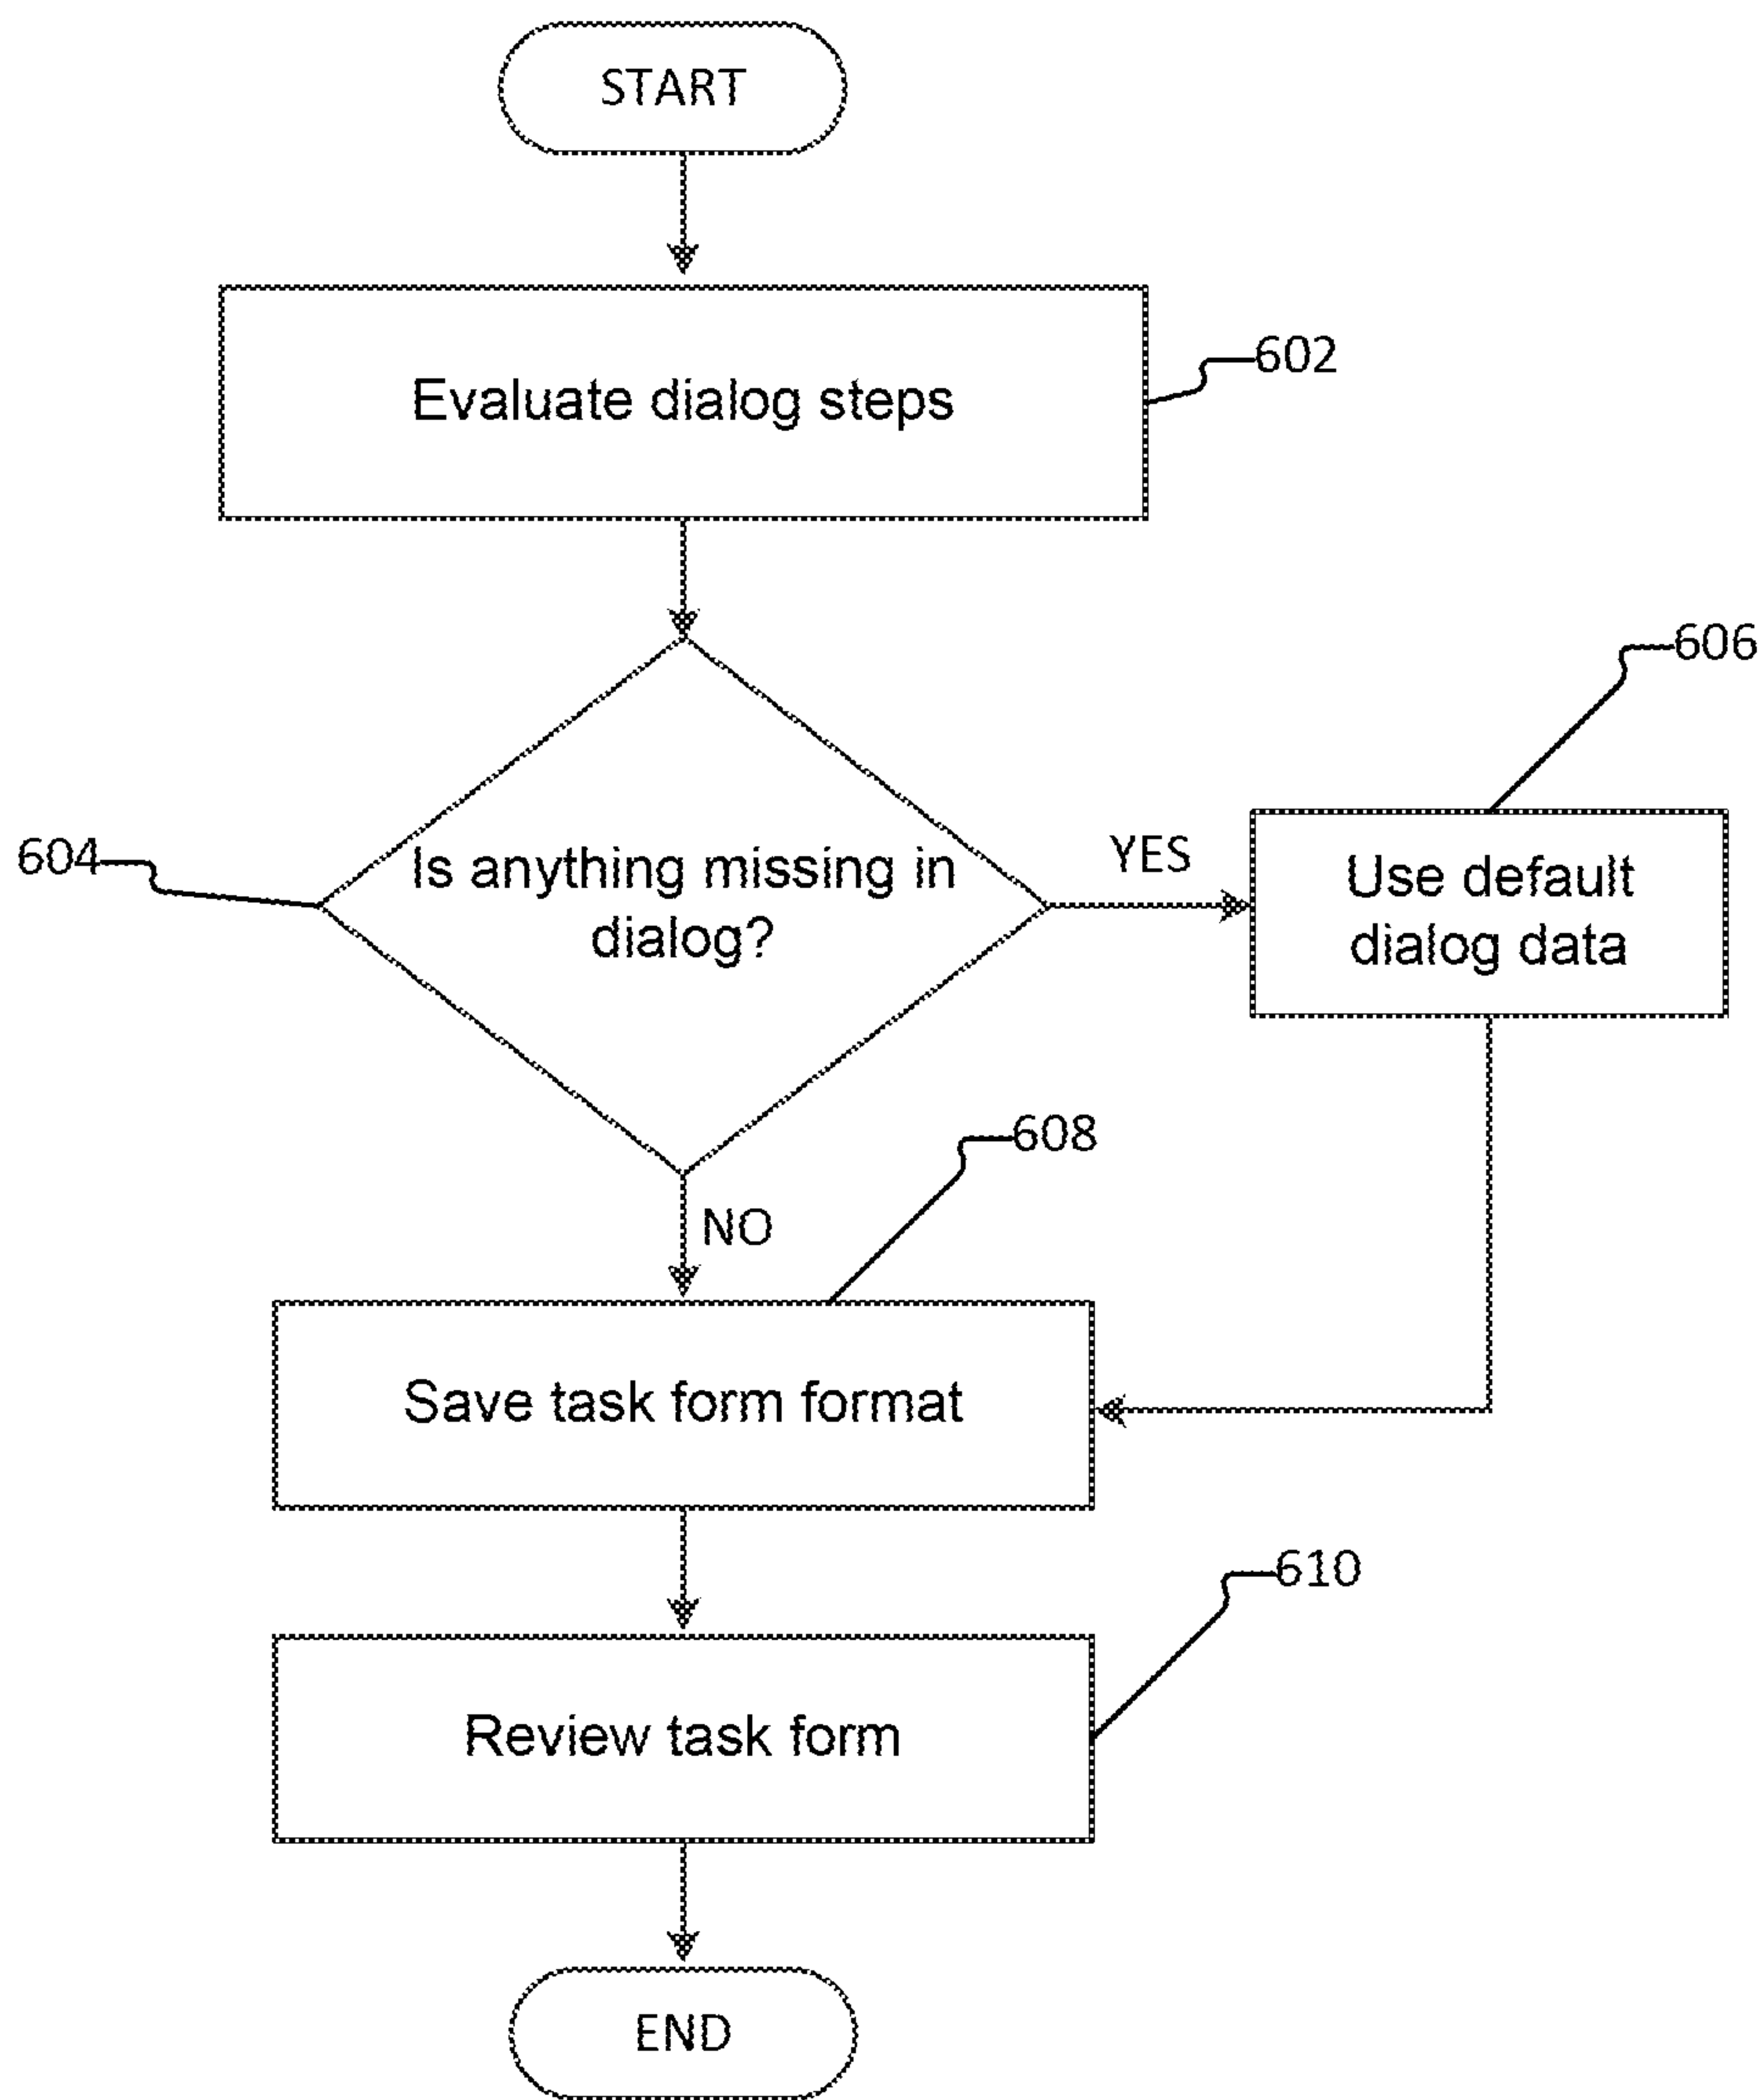 START
Evaluate dialog steps
602
606
604
Is anything missing in
dialog?
YES
Use default
dialog data
608
NO
Save task form format
610
Review task form
END